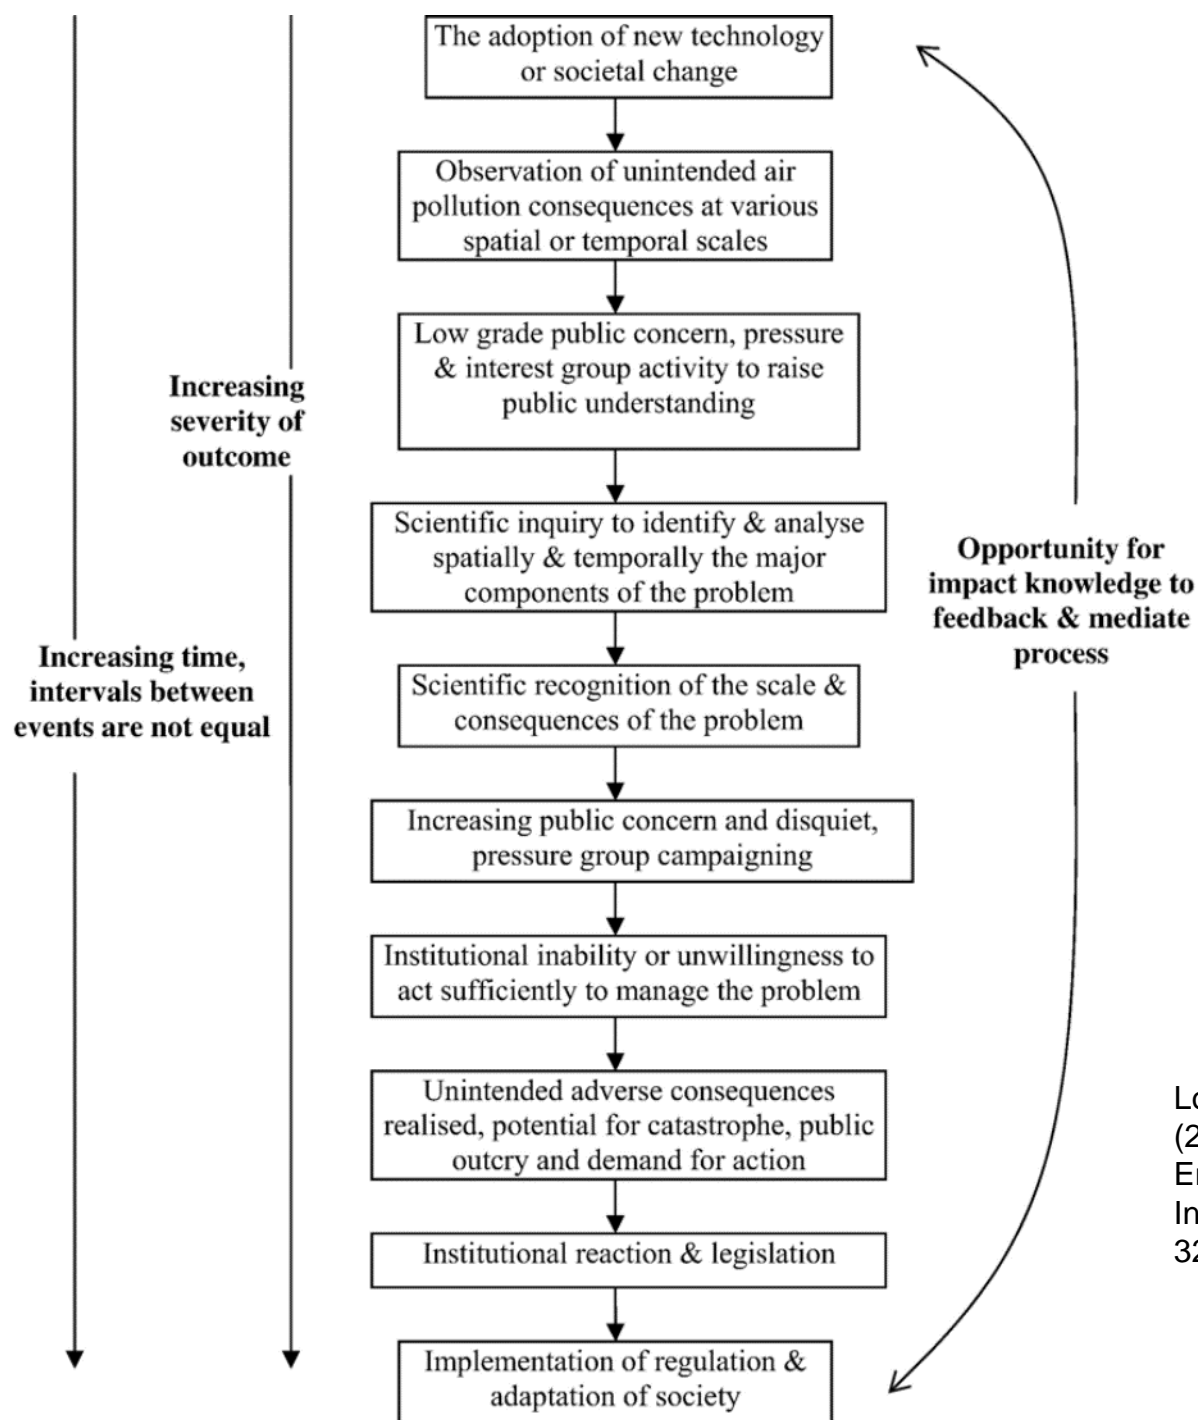 The adoption of new technology
or societal change
Observation of unintended air
pollution consequences at various
spatial or temporal scales
Low grade public concern, pressure
& interest group activity to raise
public understanding
Increasing
severity of
outcome
Scientific inquiry to identify & analyse
spatially & temporally the major
components of the problem
Opportunity for
impact knowledge to
feedback & mediate
process
Increasing time,
intervals between
events are not equal
Scientific recognition of the scale &
consequences of the problem
Increasing public concern and disquiet,
pressure group campaigning
Institutional inability or unwillingness to
act sufficiently to manage the problem
Unintended adverse consequences
realised, potential for catastrophe, public
outcry and demand for action
Institutional reaction & legislation
Implementation of regulation &
adaptation of society